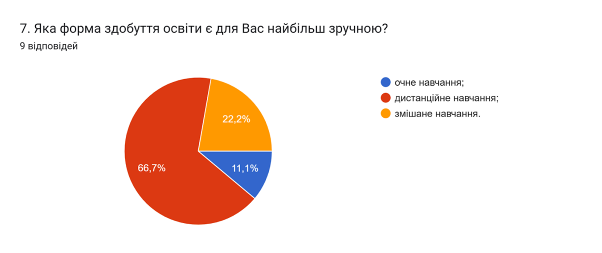 7. Яка форма здобуття освіти є для Вас найбільш зручною?
9 відповідей
очне навчання;
дистанційне навчання;
змішане навчання.
22,2%
66,7%
11,1%